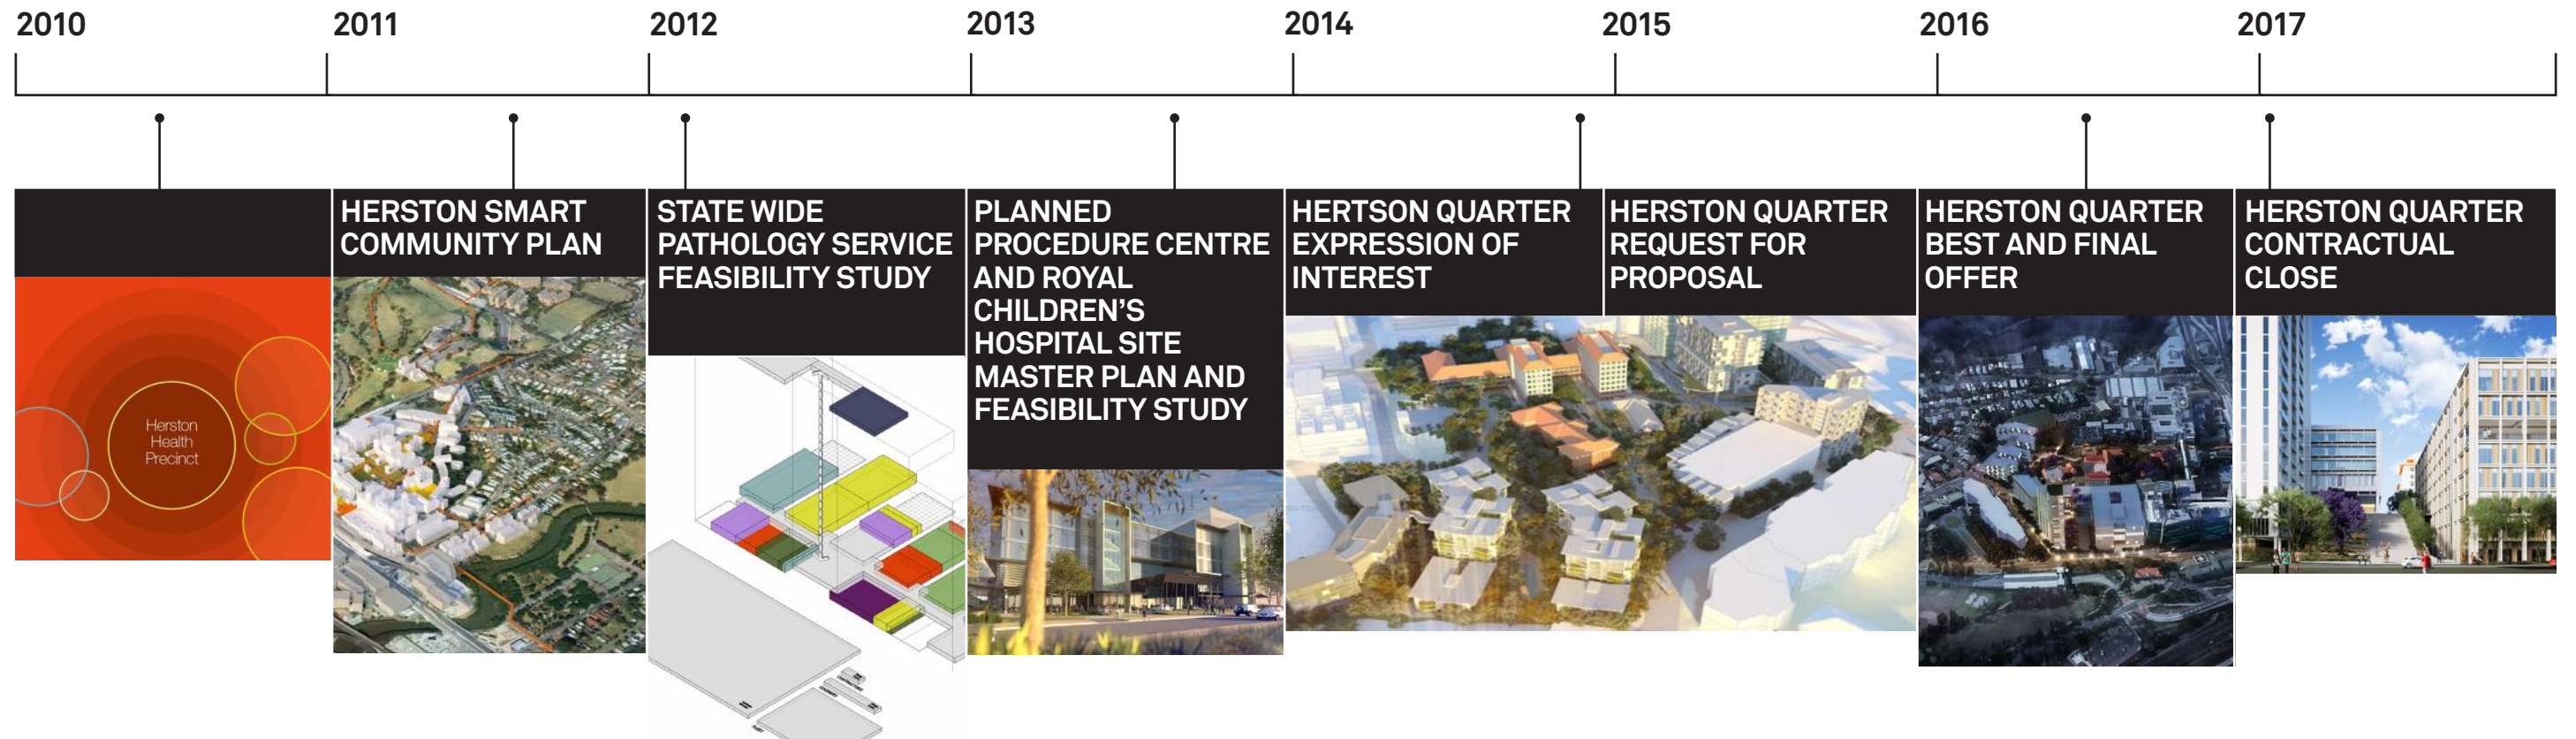 2010
2011
2012
2013
2014
2015
2016
2017
Herston
Health
Precinct
HERSTON SMART
COMMUNITY PLAN
STATE WIDE
PATHOLOGY SERVICE
FEASIBILITY STUDY
PLANNED
PROCEDURE CENTRE
AND ROYAL
CHILDREN’S
HOSPITAL SITE
MASTER PLAN AND
FEASIBILITY STUDY
HERTSON QUARTER
EXPRESSION OF
INTEREST
HERSTON QUARTER
REQUEST FOR
PROPOSAL
HERSTON QUARTER
BEST AND FINAL
OFFER
HERSTON QUARTER
CONTRACTUAL
CLOSE